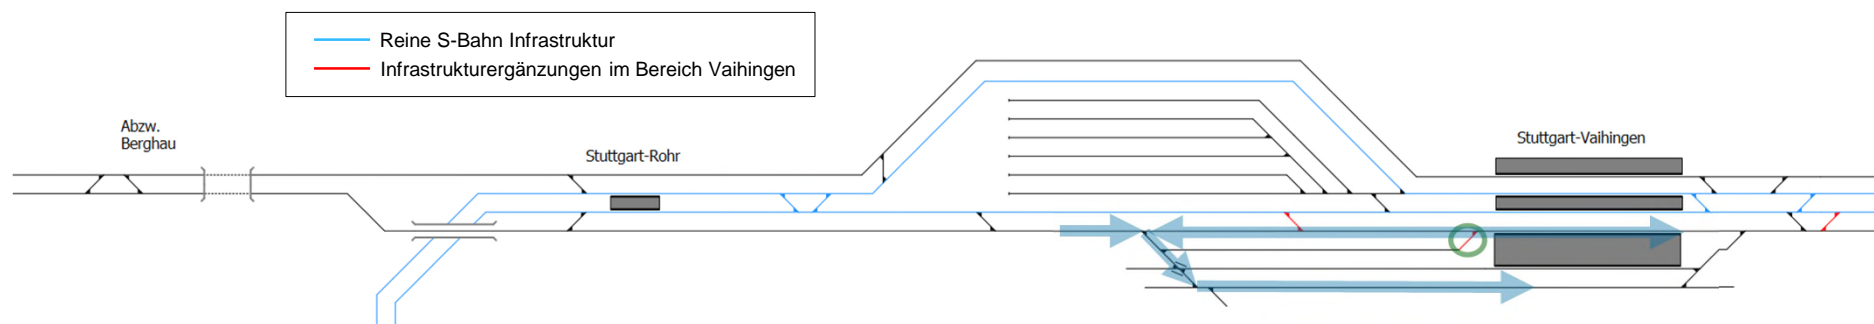 Reine S-Bahn Infrastruktur
Infrastrukturergänzungen im Bereich Vaihingen
Abzw.
Berghau
Stuttgart-Rohr
Stuttgart-Vaihingen